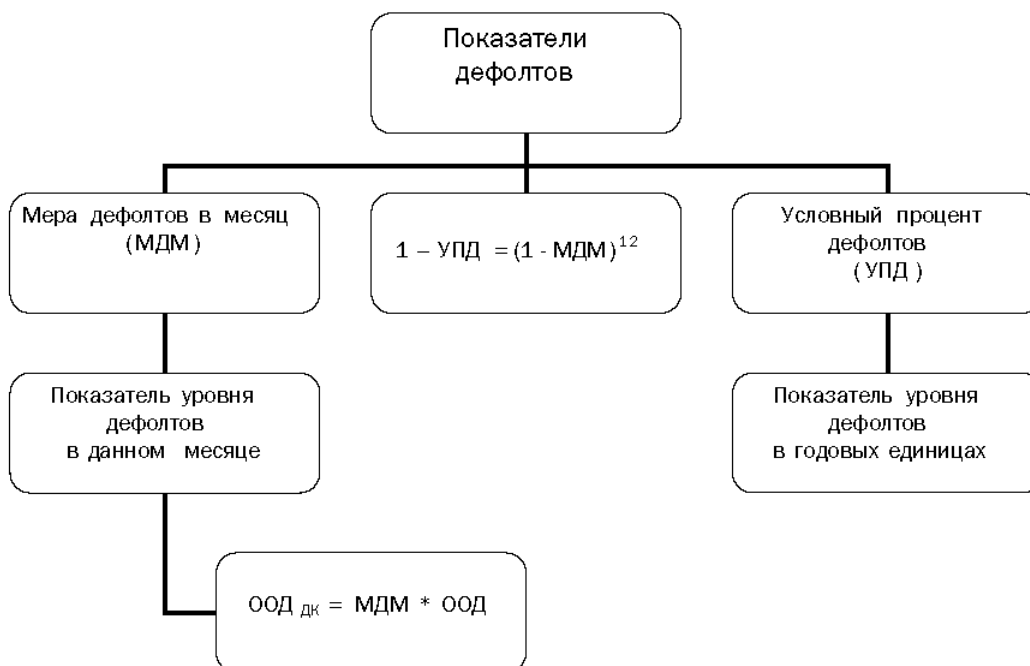 Показатели
дефолтов
Мера дефолтов в месяц
(МДМ)
1 – УПД = (1 - МДМ)¹²
Условный процент
дефолтов
( УПД )
Показатель уровня
дефолтов
в данном месяце
Показатель уровня
дефолтов
в годовых единицах
ООД дк = МДМ * ООД